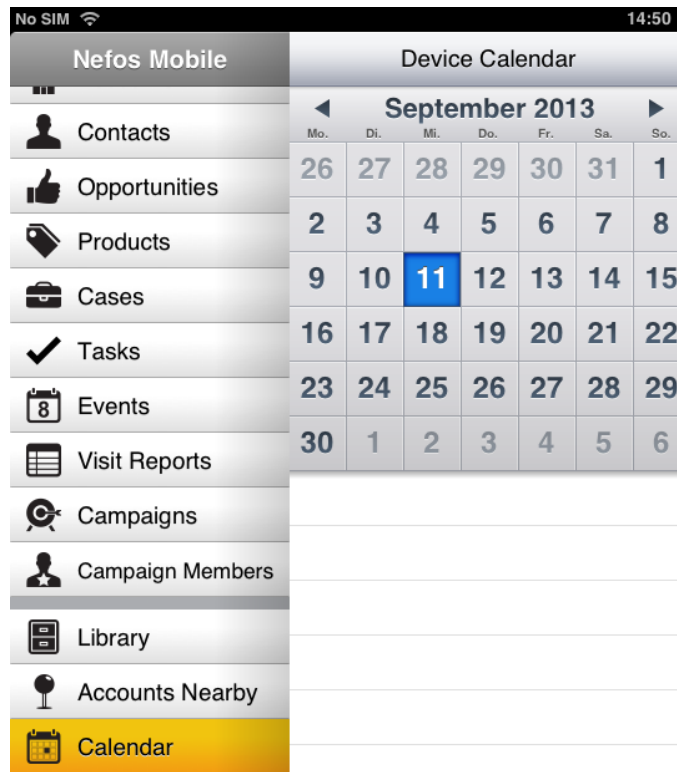 No SIM 14:50
Nefos Mobile
Device Calendar
Contacts
Opportunities
Products
Cases
Tasks
8 Events
Visit Reports
Campaigns
Campaign Members
Library
Accounts Nearby
Calendar
September 2013
Mo. Di. Mi. Do. Fr. Sa. So.
26 27 28 29 30 31 1
2 3 4 5 6 7 8
9 10 11 12 13 14 15
16 17 18 19 20 21 22
23 24 25 26 27 28 29
30 1 2 3 4 5 6